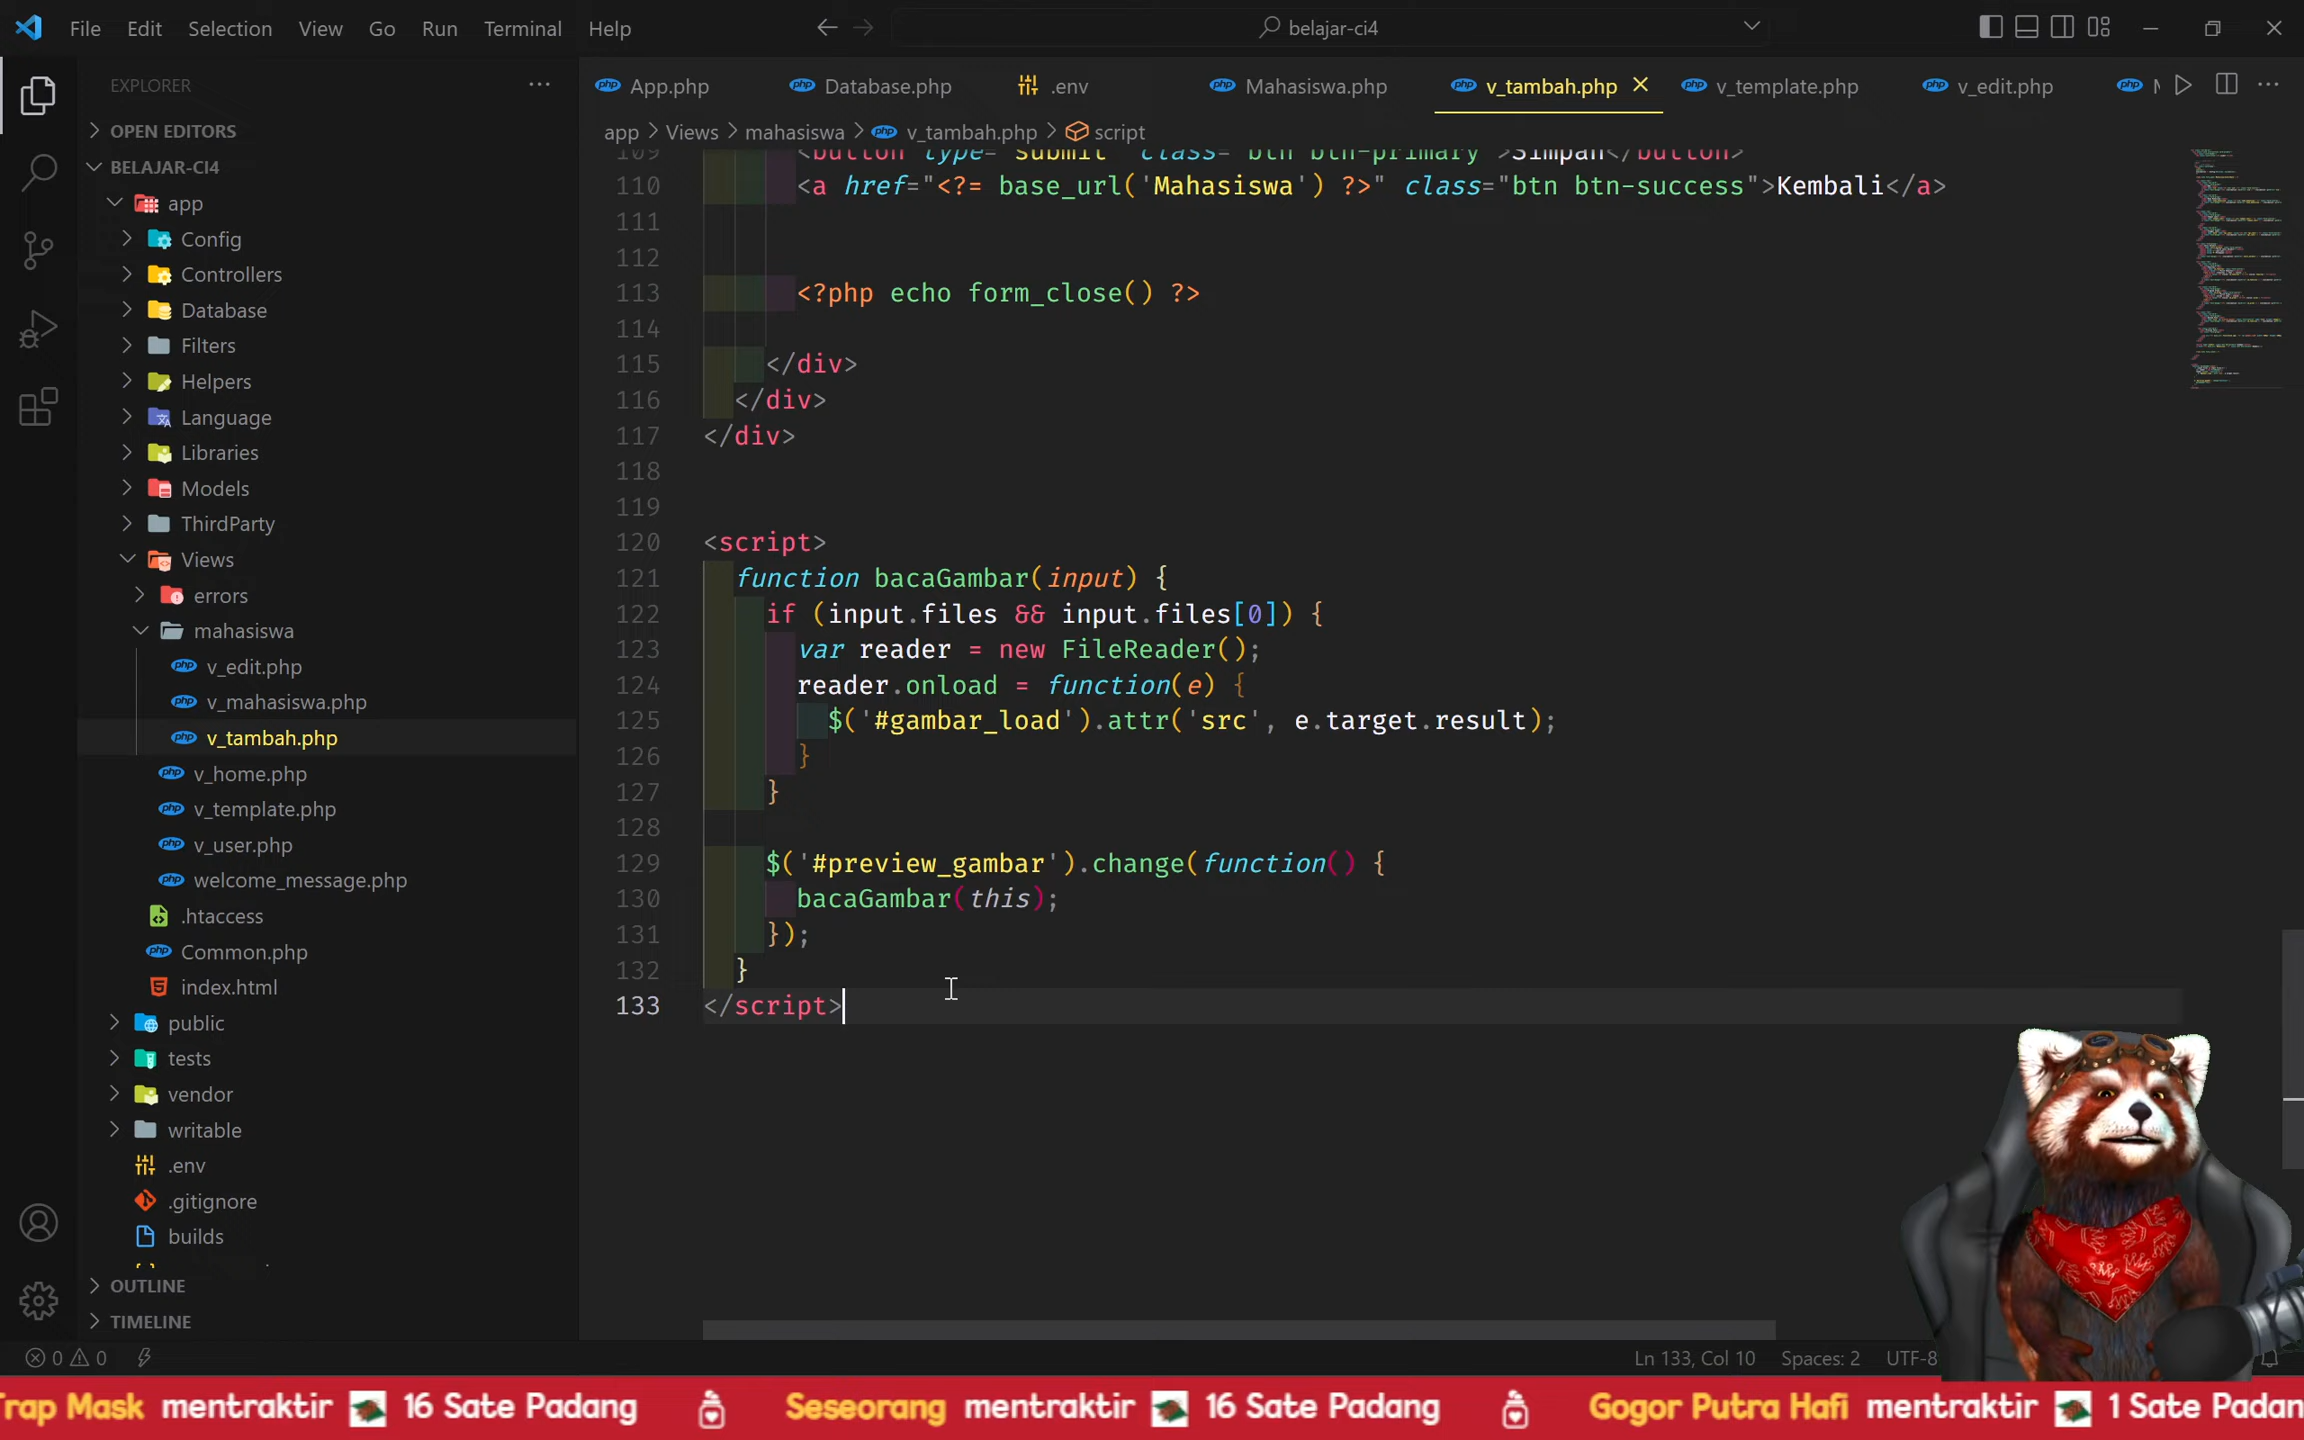 File Edit Selection View Go Run Terminal Help
belajar-ci4
EXPLORER
App.php Database.php .env Mahasiswa.php v_tambah.php v_template.php v_edit.php
OPEN EDITORS
app > Views > mahasiswa > v_tambah.php > script
BELAJAR-CI4
app
Config
Controllers
Database
Filters
Helpers
Language
Libraries
Models
ThirdParty
Views
errors
mahasiswa
v_edit.php
v_mahasiswa.php
v_tambah.php
v_home.php
v_template.php
v_user.php
welcome_message.php
.htaccess
Common.php
index.html
public
tests
vendor
writable
.env
.gitignore
builds
OUTLINE
TIMELINE
109 <button type="submit" class="btn btn-primary">Simpan</button>
110 <a href="<?= base_url('Mahasiswa') ?>" class="btn btn-success">Kembali</a>
111
112
113 <?php echo form_close() ?>
114
115 </div>
116 </div>
117 </div>
118
119
120 <script>
121 function bacaGambar(input) {
122 if (input.files && input.files[0]) {
123 var reader = new FileReader();
124 reader.onload = function(e) {
125 $('#gambar_load').attr('src', e.target.result);
126 }
127 }
128
129 $('#preview_gambar').change(function() {
130 bacaGambar(this);
131 });
132 }
133 </script>
0 0
Ln 133, Col 10 Spaces: 2 UTF-8
Trap Mask mentraktir 16 Sate Padang Seseorang mentraktir 16 Sate Padang Gogor Putra Hafi mentraktir 1 Sate Padan